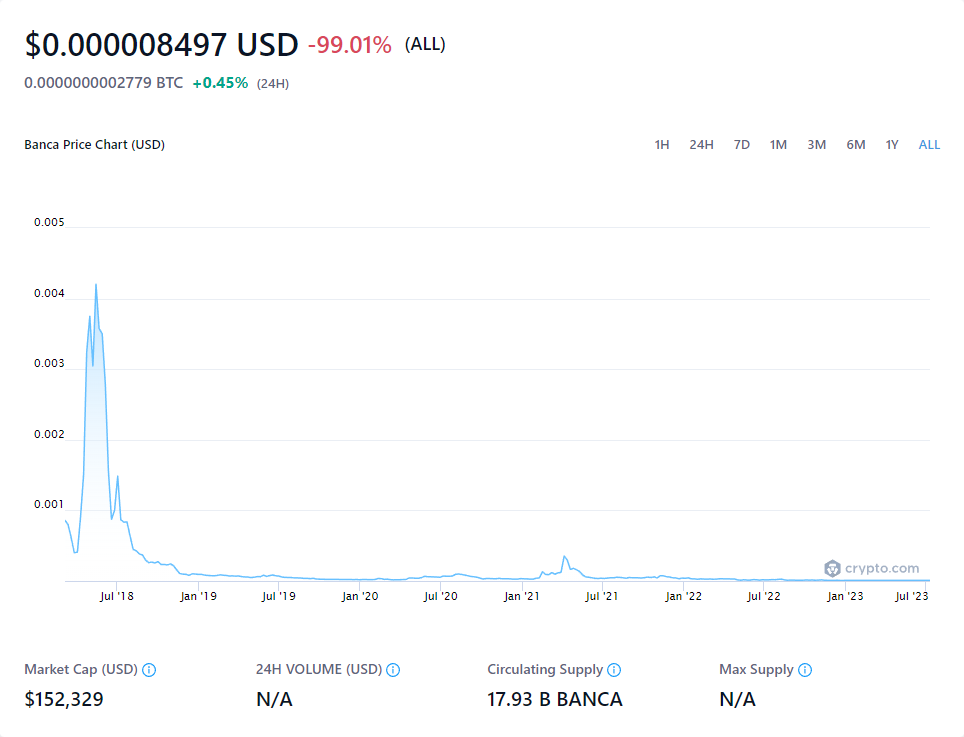 $0.000008497 USD -99.01% (ALL)
0.0000000002779 BTC +0.45% (24H)
Banca Price Chart (USD) 1H 24H 7D 1M 3M 6M 1Y ALL
0.005
0.004
0.003
0.002
0.001
crypto.com
Jul '18 Jan '19 Jul '19 Jan '20 Jul '20 Jan '21 Jul '21 Jan '22 Jul '22 Jan '23 Jul '23
Market Cap (USD) 24H VOLUME (USD) Circulating Supply Max Supply
$152,329 N/A 17.93 B BANCA N/A